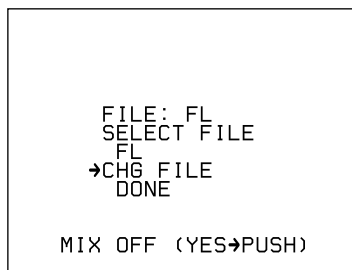 FILE: FL
SELECT FILE
FL
→CHG FILE
DONE
MIX OFF (YES→PUSH)